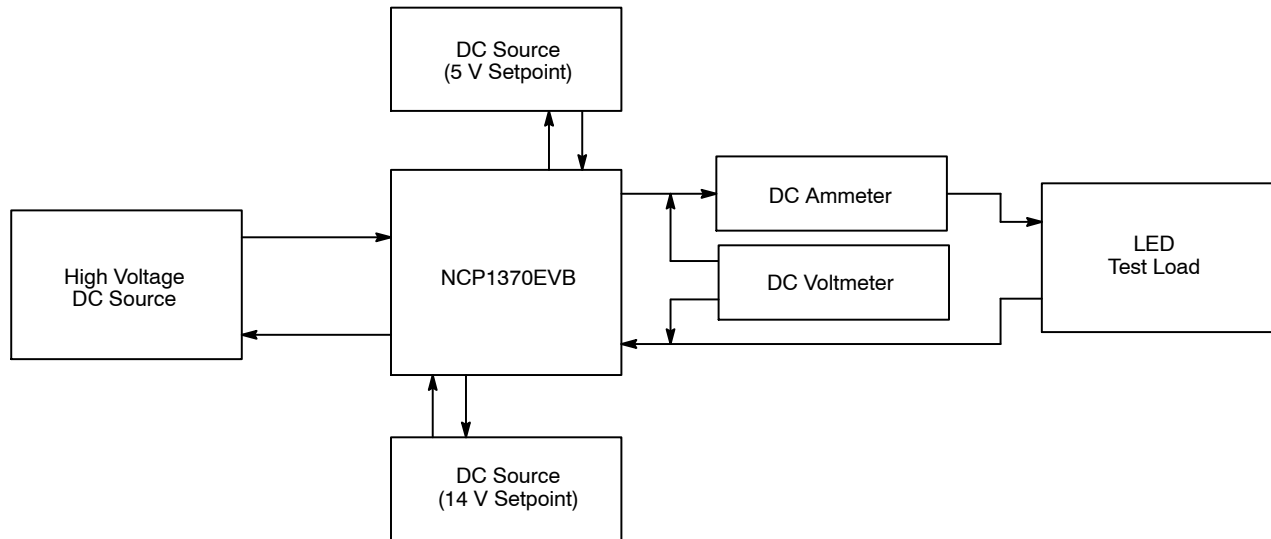 DC Source
(5 V Setpoint)
DC Ammeter
LED
Test Load
High Voltage
DC Source
NCP1370EVB
DC Voltmeter
DC Source
(14 V Setpoint)